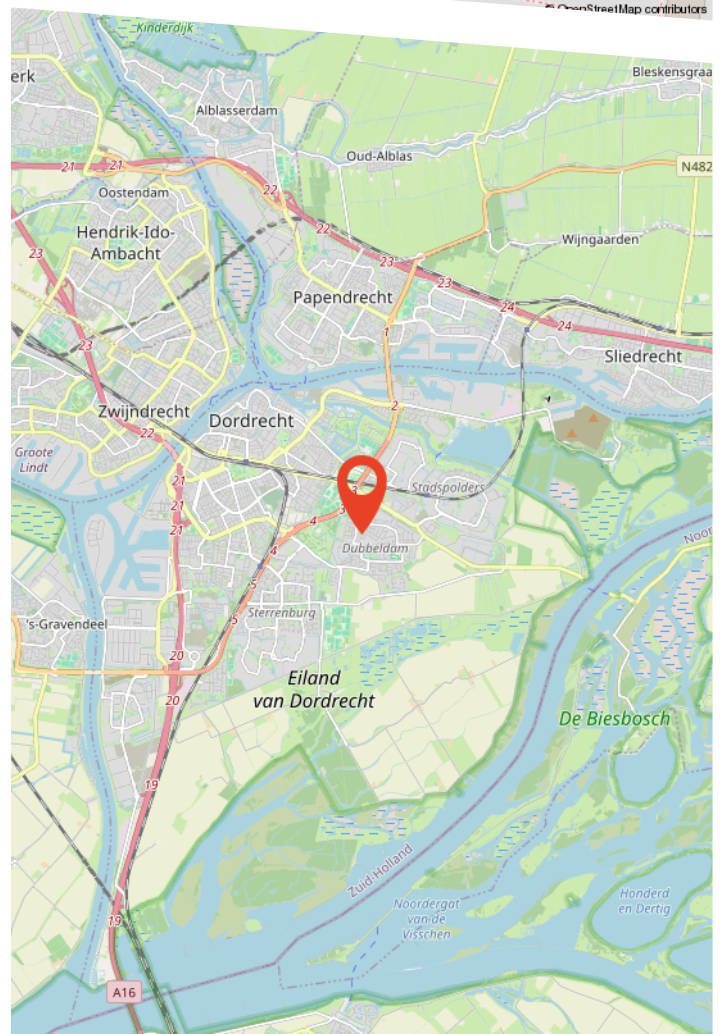 © OpenStreetMap contributors
Kinderdijk
erk
Bleskensgraa
Alblasserdam
Oud-Alblas
21
21
N482
22
Oostendam
22
Hendrik-Ido-
Ambacht
Wijngaarden
23
23
23
Papendrecht
24
24
1
23
Sliedrecht
2
Zwijndrecht
Dordrecht
22
Groote
Lindt
21
Stadspolders
3
21
3
4
21
Dubbeldam
4
Noor
5
Sterrenburg
5
's-Gravendeel
20
Eiland
van Dordrecht
20
De Biesbosch
19
Zuid-Holland
Noordergat
van de
Visschen
Honderd
en Dertig
19
A16